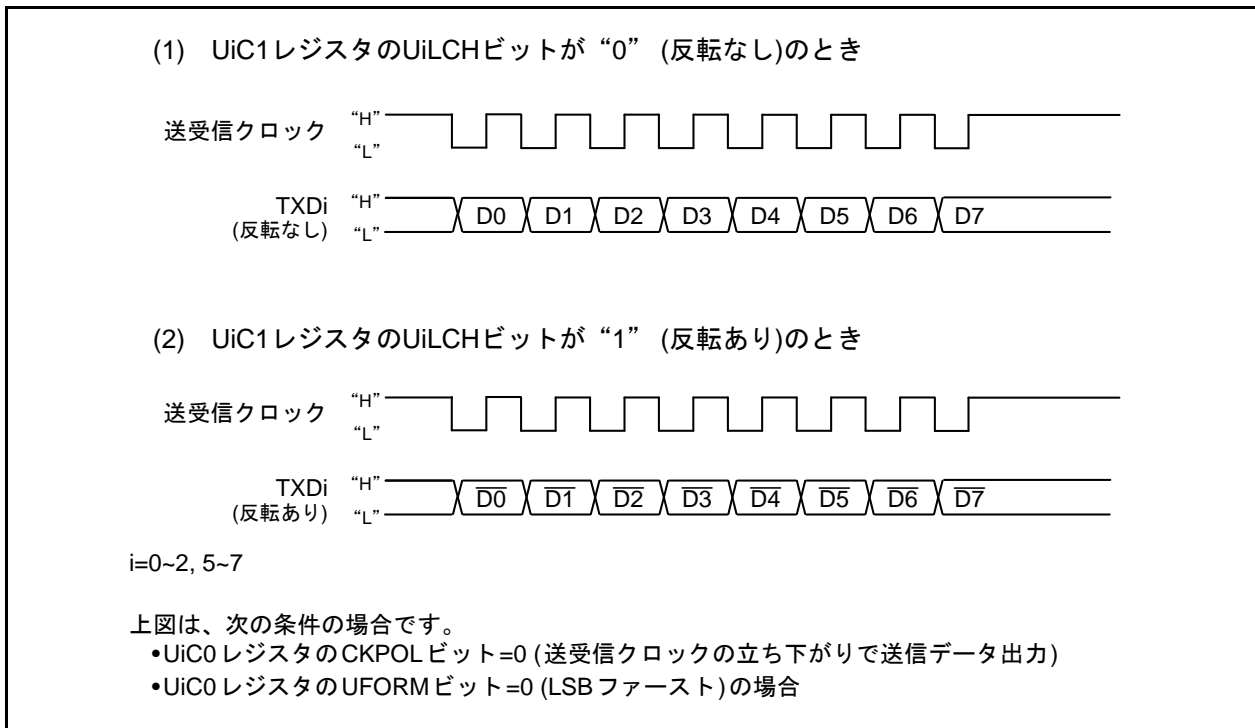 (1) UiC1レジスタのUiLCHビットが“0” (反転なし)のとき
送受信クロック “H” “L”
TXDi (反転なし) “H” “L” D0 D1 D2 D3 D4 D5 D6 D7
(2) UiC1レジスタのUiLCHビットが“1” (反転あり)のとき
送受信クロック “H” “L”
TXDi (反転あり) “H” “L” D̅0̅ D̅1̅ D̅2̅ D̅3̅ D̅4̅ D̅5̅ D̅6̅ D̅7̅
i=0~2, 5~7
上図は、次の条件の場合です。
•UiC0レジスタのCKPOLビット=0 (送受信クロックの立ち下がりで送信データ出力)
•UiC0レジスタのUFORMビット=0 (LSBファースト)の場合